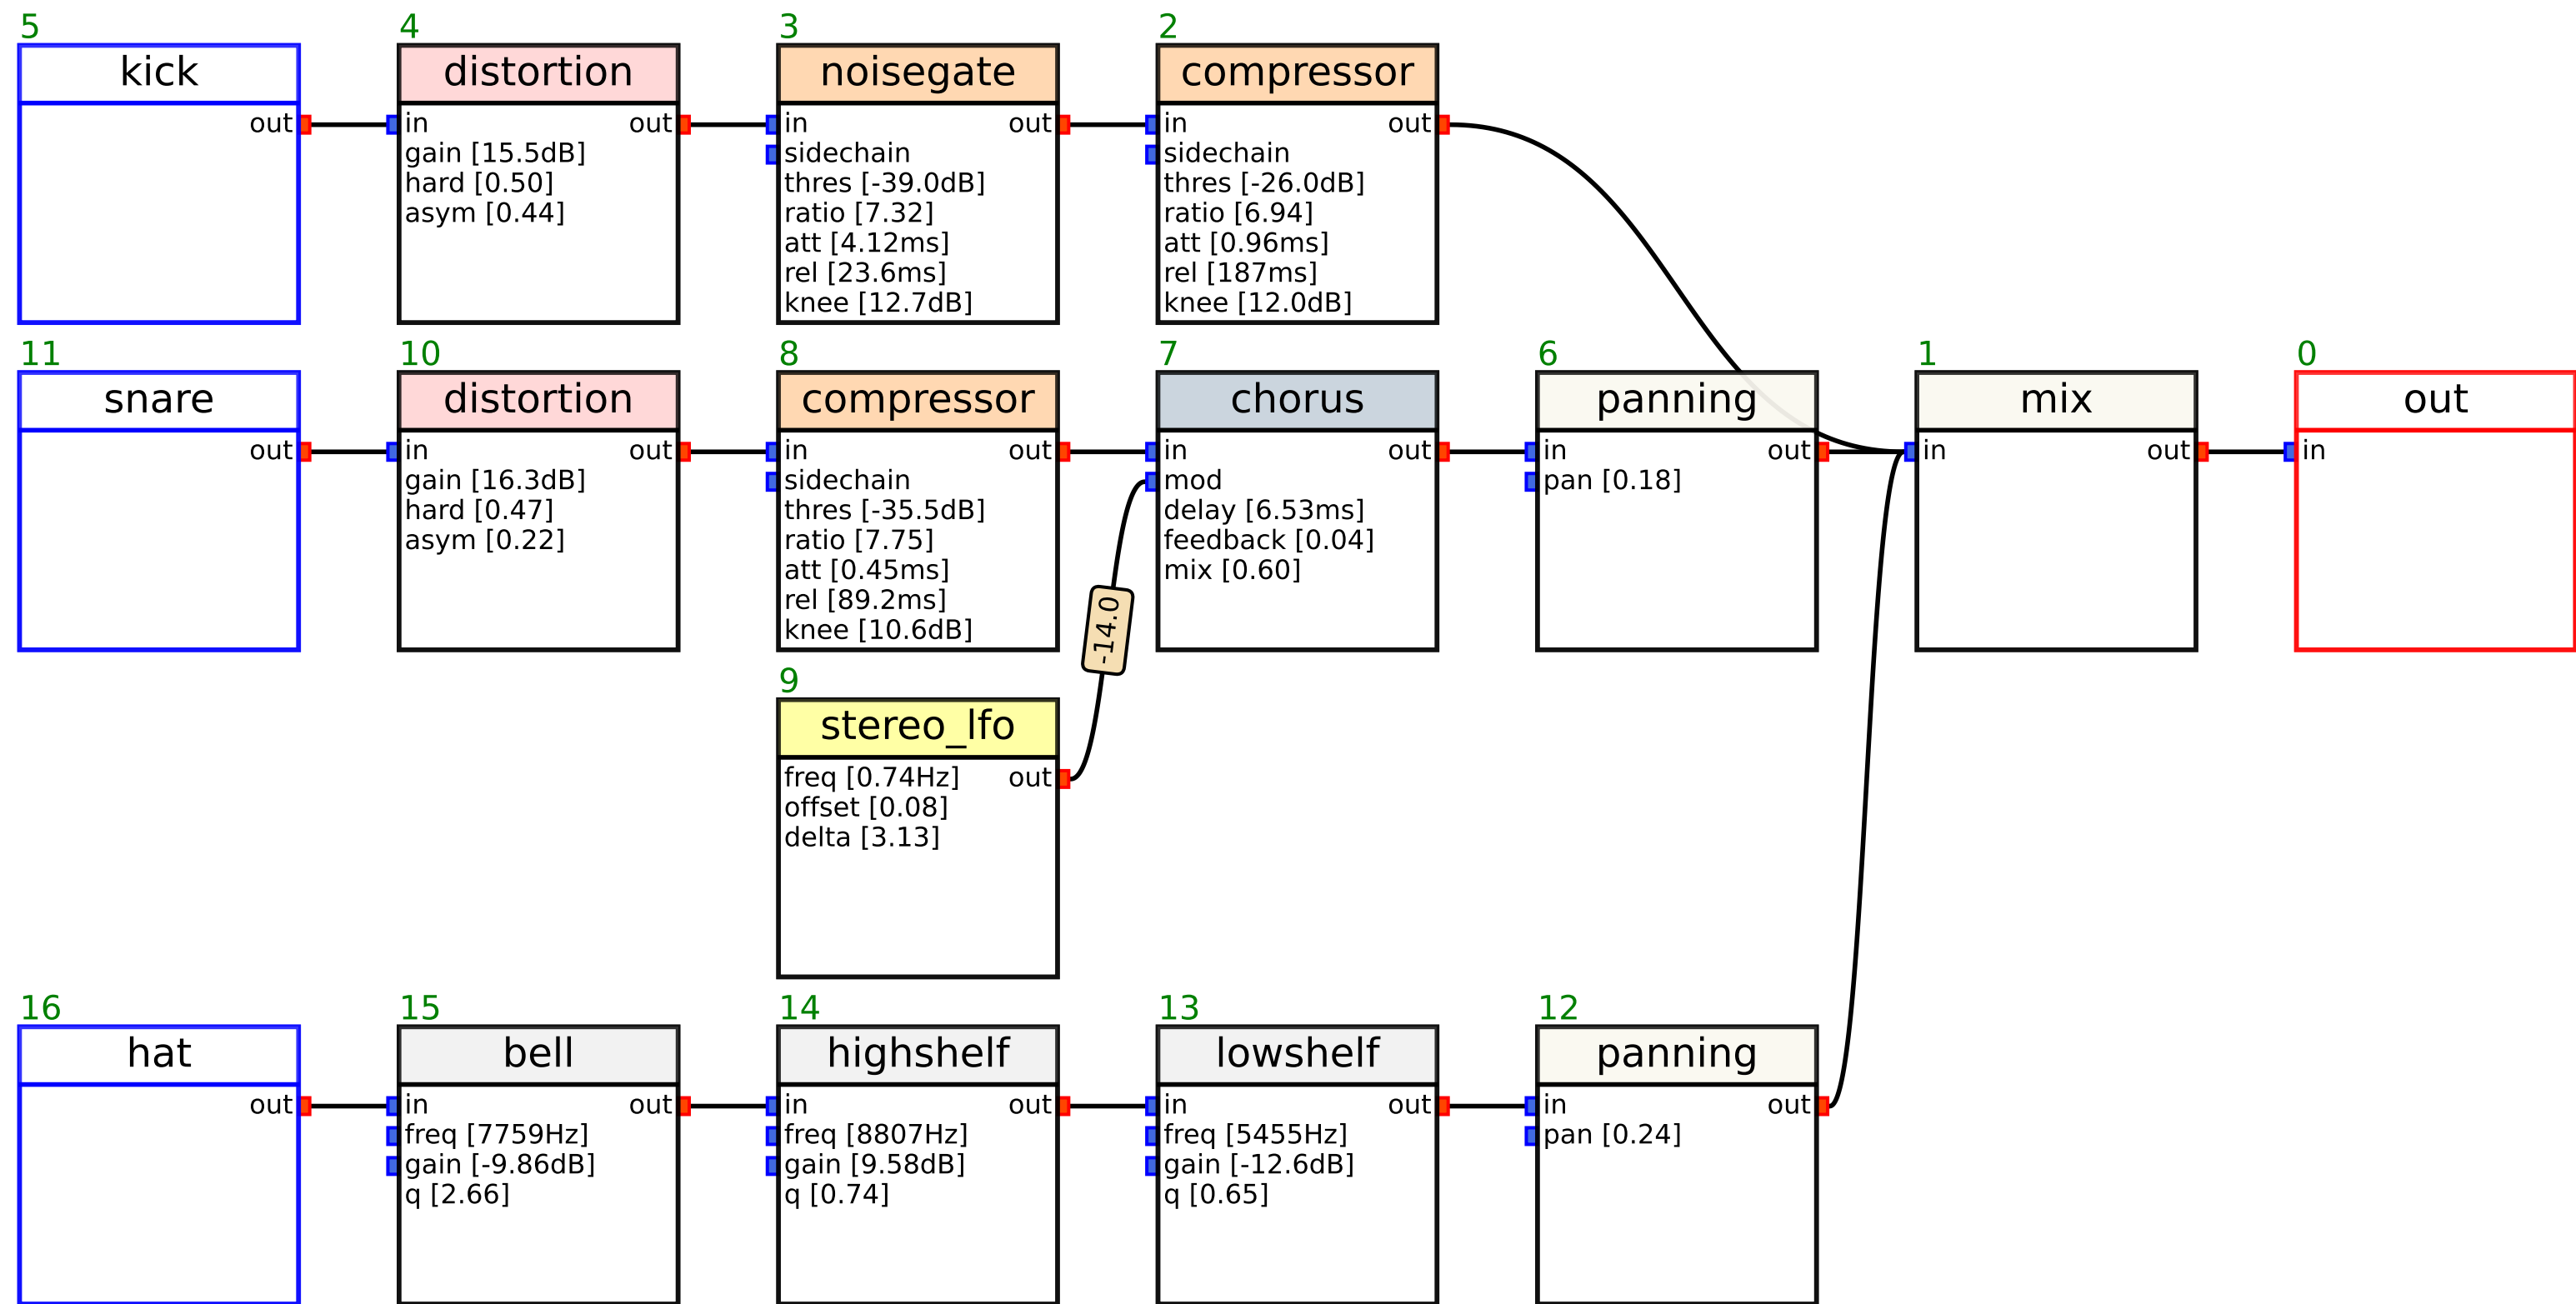 5
kick
out
4
distortion
in out
gain [15.5dB]
hard [0.50]
asym [0.44]
3
noisegate
in out
sidechain
thres [-39.0dB]
ratio [7.32]
att [4.12ms]
rel [23.6ms]
knee [12.7dB]
2
compressor
in out
sidechain
thres [-26.0dB]
ratio [6.94]
att [0.96ms]
rel [187ms]
knee [12.0dB]
11
snare
out
10
distortion
in out
gain [16.3dB]
hard [0.47]
asym [0.22]
8
compressor
in out
sidechain
thres [-35.5dB]
ratio [7.75]
att [0.45ms]
rel [89.2ms]
knee [10.6dB]
7
chorus
in out
mod
delay [6.53ms]
feedback [0.04]
mix [0.60]
6
panning
in out
pan [0.18]
1
mix
in out
0
out
in
-14.0
9
stereo_lfo
freq [0.74Hz] out
offset [0.08]
delta [3.13]
16
hat
out
15
bell
in out
freq [7759Hz]
gain [-9.86dB]
q [2.66]
14
highshelf
in out
freq [8807Hz]
gain [9.58dB]
q [0.74]
13
lowshelf
in out
freq [5455Hz]
gain [-12.6dB]
q [0.65]
12
panning
in out
pan [0.24]